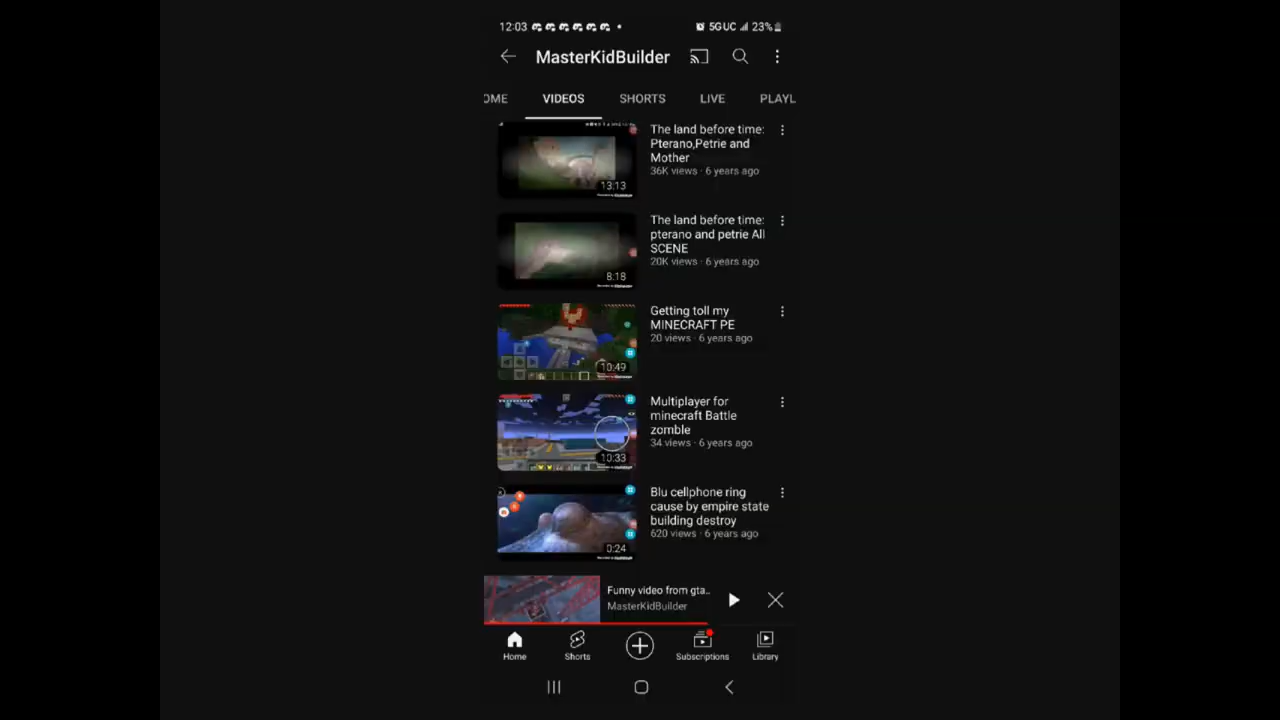 12:03 5GUC 23%
MasterKidBuilder
OME VIDEOS SHORTS LIVE PLAYL
The land before time:
Pterano,Petrie and
Mother
36K views · 6 years ago
13:13
The land before time:
pterano and petrie All
SCENE
20K views · 6 years ago
8:18
Getting toll my
MINECRAFT PE
20 views · 6 years ago
10:49
Multiplayer for
minecraft Battle
zomble
34 views · 6 years ago
10:33
Blu cellphone ring
cause by empire state
building destroy
620 views · 6 years ago
0:24
Funny video from gta..
MasterKidBuilder
Home Shorts Subscriptions Library